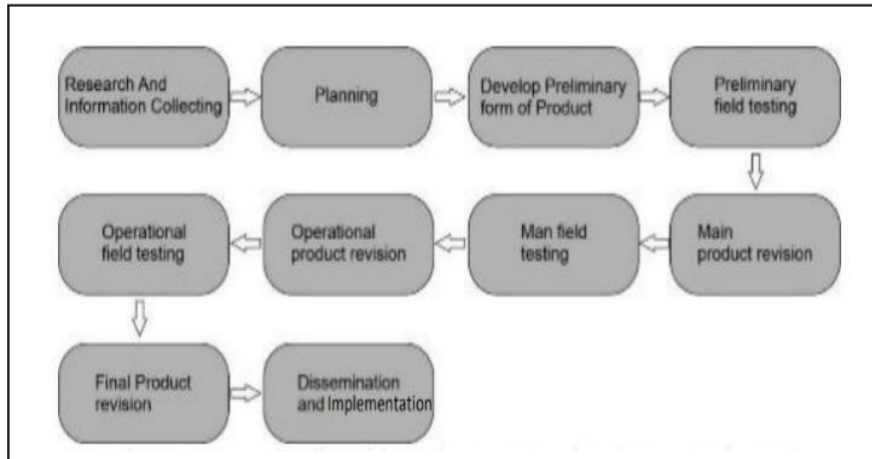 Research And
Information Collecting
Planning
Develop Preliminary
form of Product
Preliminary
field testing
Main
product revision
Man field
testing
Operational
product revision
Operational
field testing
Final Product
revision
Dissemination
and Implementation